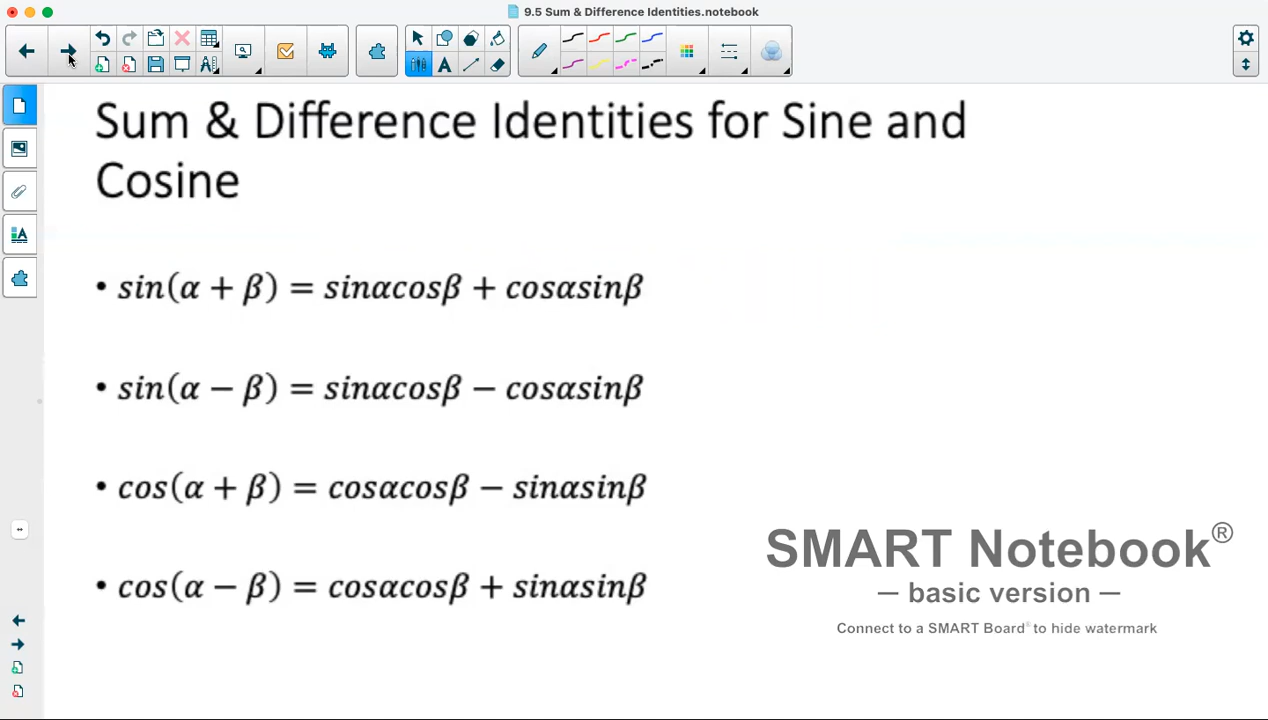 9.5 Sum & Difference Identities.notebook
Sum & Difference Identities for Sine and
Cosine
• sin(α + β) = sinαcosβ + cosαsinβ
• sin(α − β) = sinαcosβ − cosαsinβ
• cos(α + β) = cosαcosβ − sinαsinβ
• cos(α − β) = cosαcosβ + sinαsinβ
SMART Notebook®
— basic version —
Connect to a SMART Board® to hide watermark